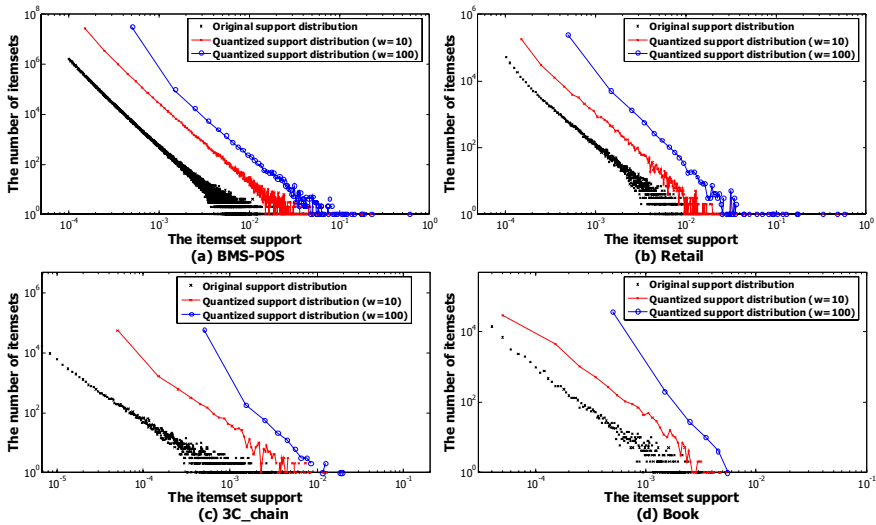 Original support distribution
Quantized support distribution (w=10)
Quantized support distribution (w=100)
10^8
10^6
10^4
10^2
10^0
The number of itemsets
10^-4
10^-3
10^-2
10^-1
10^0
The itemset support
(a) BMS-POS
Original support distribution
Quantized support distribution (w=10)
Quantized support distribution (w=100)
10^6
10^4
10^2
10^0
The number of itemsets
10^-4
10^-3
10^-2
10^-1
10^0
The itemset support
(b) Retail
Original support distribution
Quantized support distribution (w=10)
Quantized support distribution (w=100)
10^6
10^4
10^2
10^0
The number of itemsets
10^-5
10^-4
10^-3
10^-2
10^-1
The itemset support
(c) 3C_chain
Original support distribution
Quantized support distribution (w=10)
Quantized support distribution (w=100)
10^4
10^2
10^0
The number of itemsets
10^-4
10^-3
10^-2
10^-1
The itemset support
(d) Book